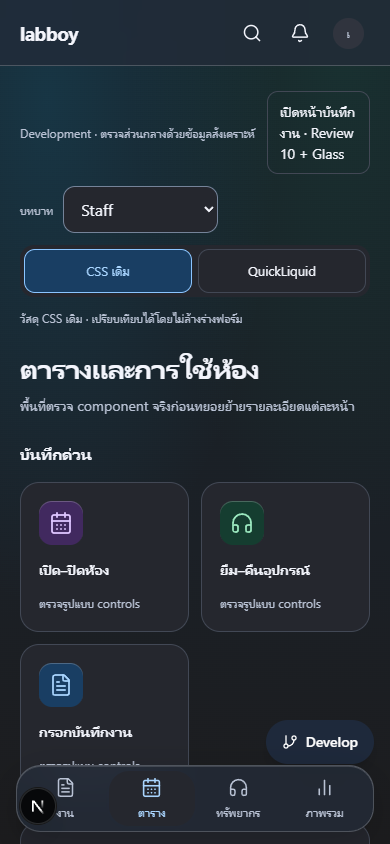 labboy
Development · ตรวจส่วนกลางด้วยข้อมูลสังเคราะห์
เปิดหน้าบันทึก
งาน · Review
10 + Glass
บทบาท
Staff
CSS เดิม
QuickLiquid
วัสดุ CSS เดิม · เปรียบเทียบได้โดยไม่ล้างร่างฟอร์ม
ตารางและการใช้ห้อง
พื้นที่ตรวจ component จริงก่อนทยอยย้ายรายละเอียดแต่ละหน้า
บันทึกด่วน
เปิด–ปิดห้อง
ตรวจรูปแบบ controls
ยืม–คืนอุปกรณ์
ตรวจรูปแบบ controls
กรอกบันทึกงาน
Develop
N
งาน
ตาราง
ทรัพยากร
ภาพรวม